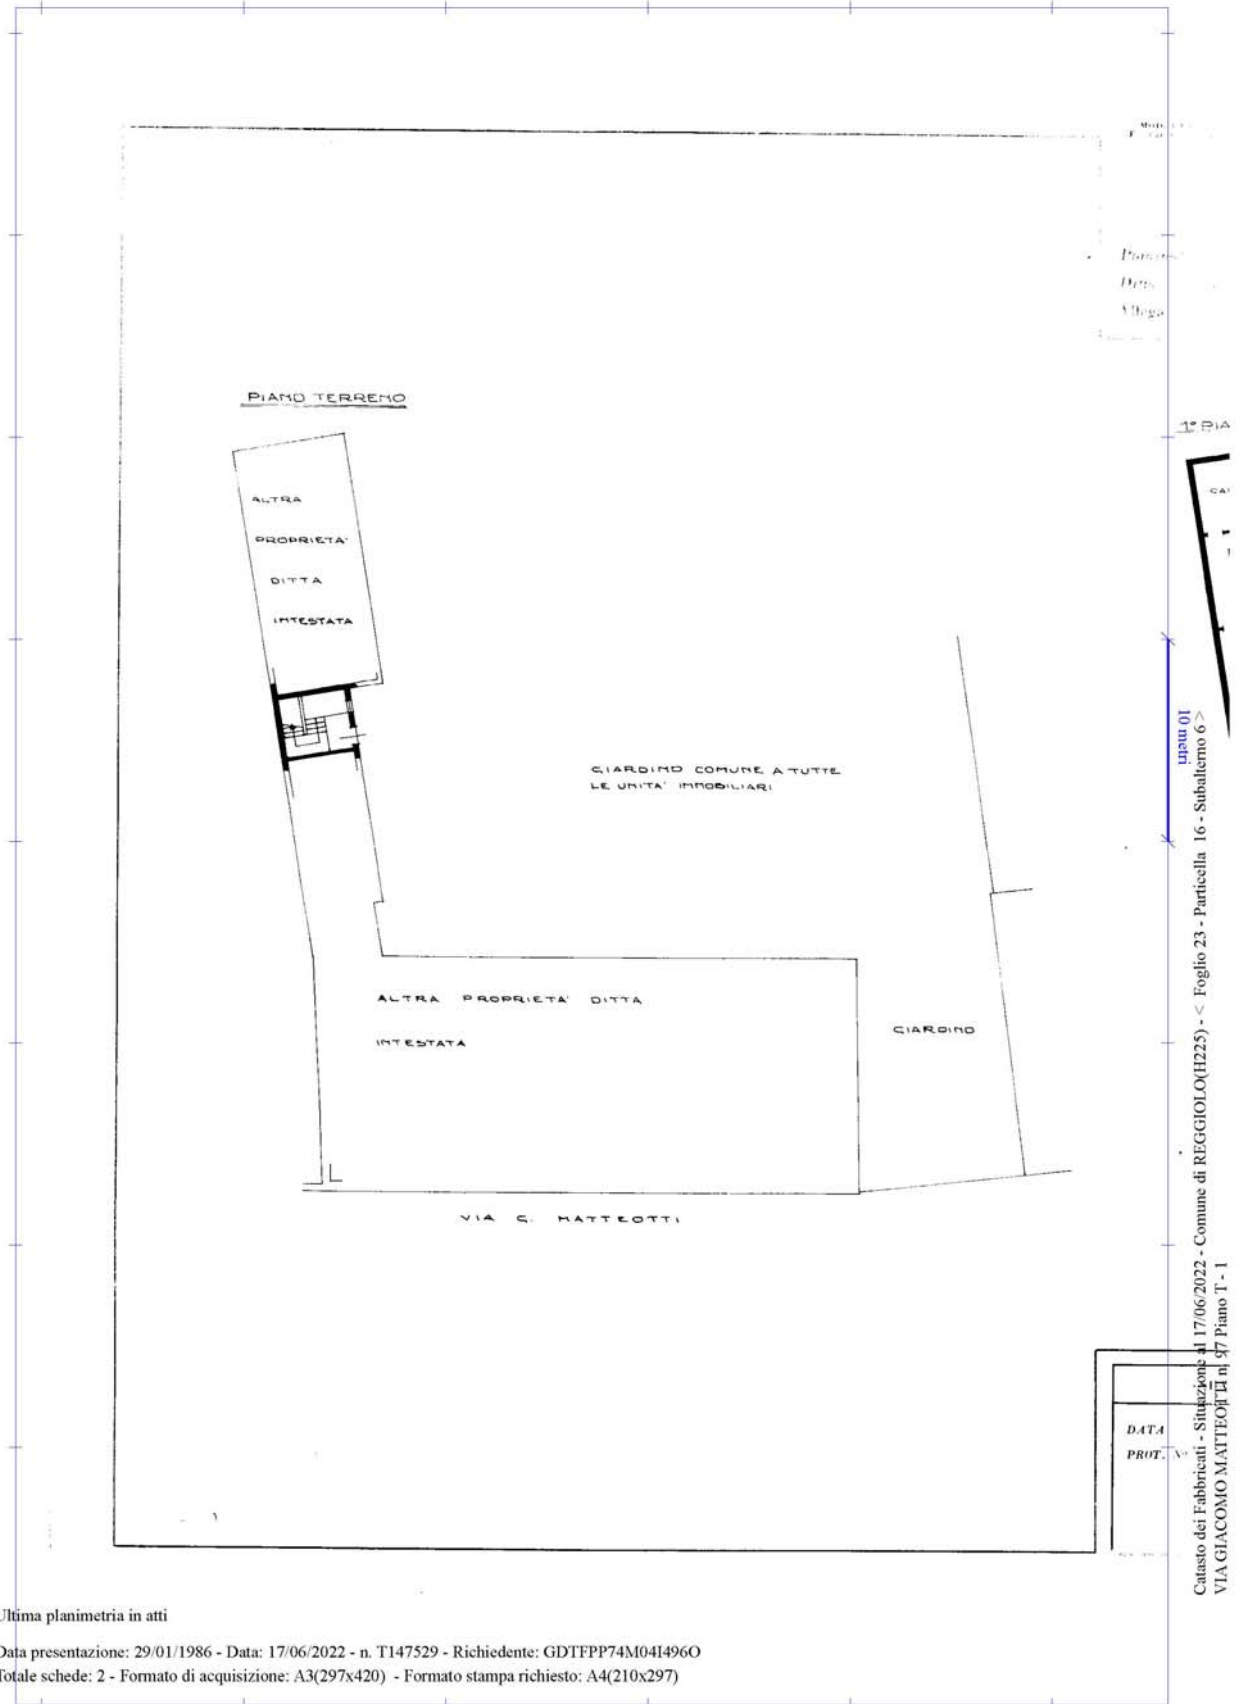 PIANO TERRENO
ALTRA
PROPRIETA'
DITTA
INTESTATA
1° PIA
GIARDINO COMUNE A TUTTE
LE UNITA' IMMOBILIARI
ALTRA PROPRIETA' DITTA
INTESTATA
GIARDINO
VIA G. MATTEOTTI
10 metri
Catasto dei Fabbricati - Situazione al 17/06/2022 - Comune di REGGIOLO(H225) - < Foglio 23 - Particella 16 - Subalterno 6 >
VIA GIACOMO MATTEOTTI n. 97 Piano T - 1
DATA
PROT. N°
Ultima planimetria in atti
Data presentazione: 29/01/1986 - Data: 17/06/2022 - n. T147529 - Richiedente: GDTFPP74M04I496O
Totale schede: 2 - Formato di acquisizione: A3(297x420) - Formato stampa richiesto: A4(210x297)